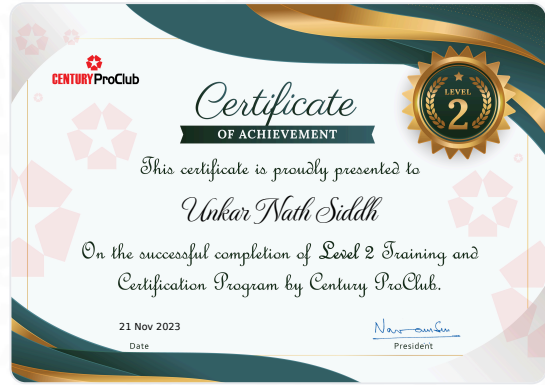 CENTURY ProClub
LEVEL
2
Certificate
OF ACHIEVEMENT
This certificate is proudly presented to
Unkar Nath Siddh
On the successful completion of Level 2 Training and
Certification Program by Century ProClub.
21 Nov 2023
Date
President